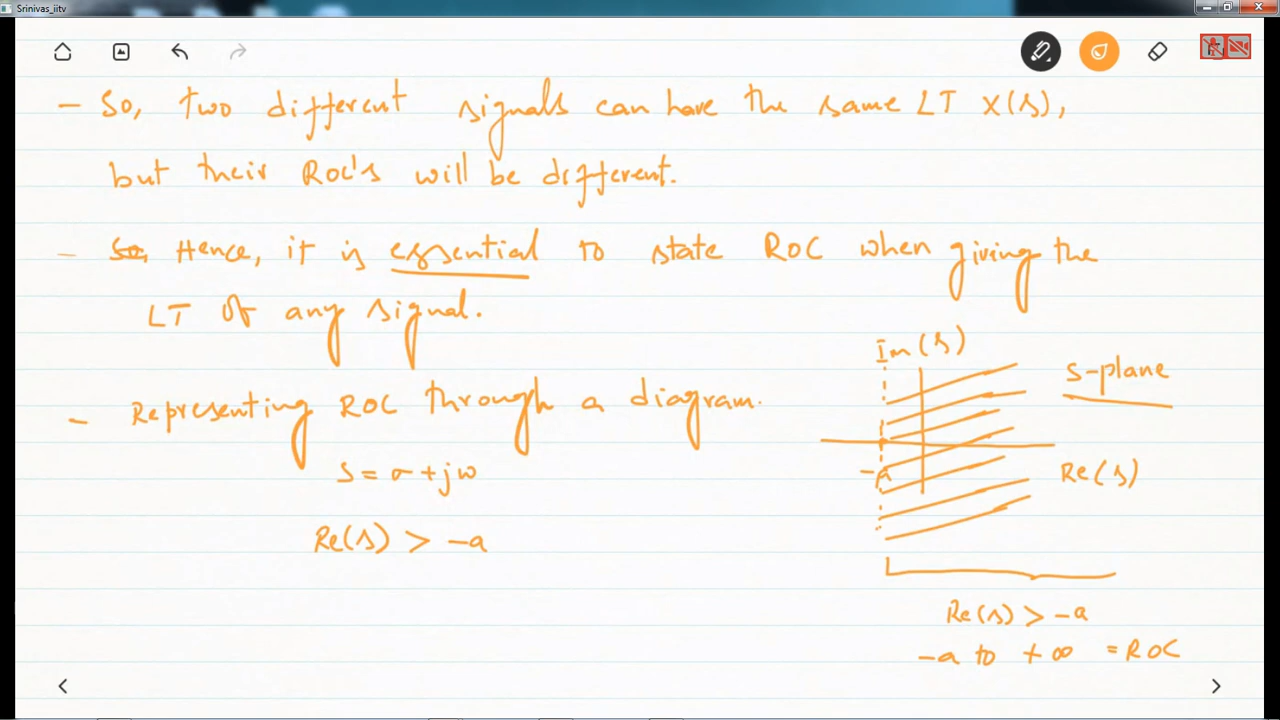 Srinivas_iitv
- So, two different signals can have the same LT X(s),
but their ROC's will be different.
- So, Hence, it is essential to state ROC when giving the
LT of any signal.
- Representing ROC through a diagram.
s = σ + jω
Re(s) > -a
Im(s)
s-plane
-a
Re(s)
Re(s) > -a
-a to +∞ = ROC